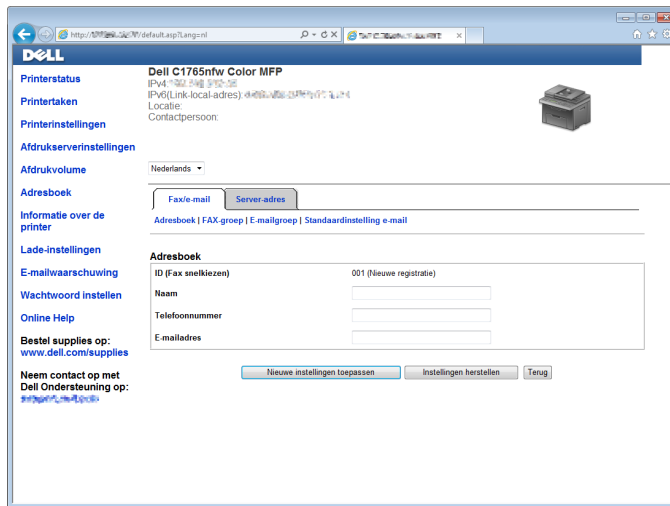 http://
/default.asp?Lang=nl
DELL
Printerstatus
Printertaken
Printerinstellingen
Afdrukserverinstellingen
Afdrukvolume
Adresboek
Informatie over de
printer
Lade-instellingen
E-mailwaarschuwing
Wachtwoord instellen
Online Help
Bestel supplies op:
www.dell.com/supplies
Neem contact op met
Dell Ondersteuning op:
Dell C1765nfw Color MFP
IPv4:
IPv6(Link-local-adres):
Locatie:
Contactpersoon:
Nederlands
Fax/e-mail Server-adres
Adresboek | FAX-groep | E-mailgroep | Standaardinstelling e-mail
Adresboek
ID (Fax snelkiezen) 001 (Nieuwe registratie)
Naam
Telefoonnummer
E-mailadres
Nieuwe instellingen toepassen Instellingen herstellen Terug